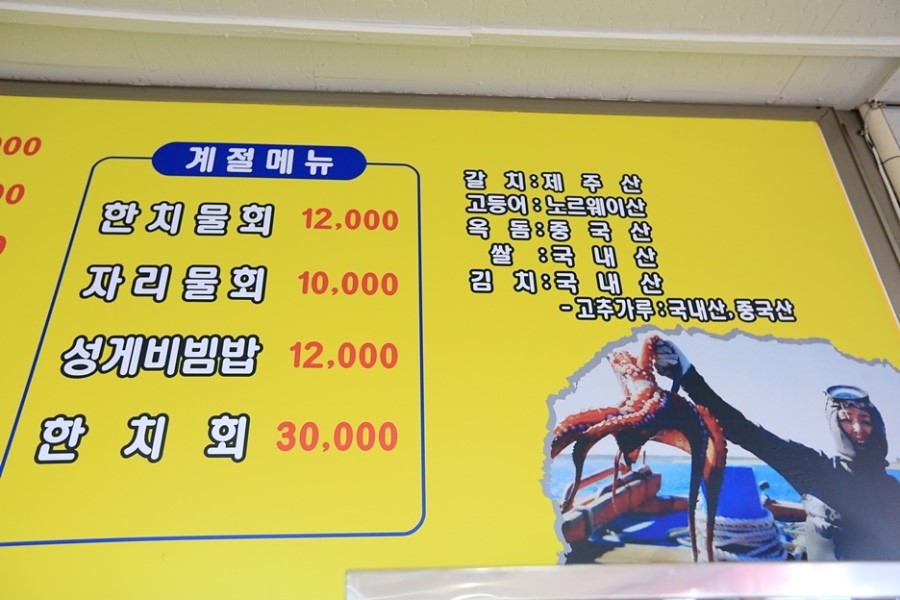 계절메뉴
한치물회 12,000
자리물회 10,000
성게비빔밥 12,000
한치회 30,000
갈치:제주산
고등어:노르웨이산
옥돔:중국산
쌀:국내산
김치:국내산
-고추가루:국내산,중국산